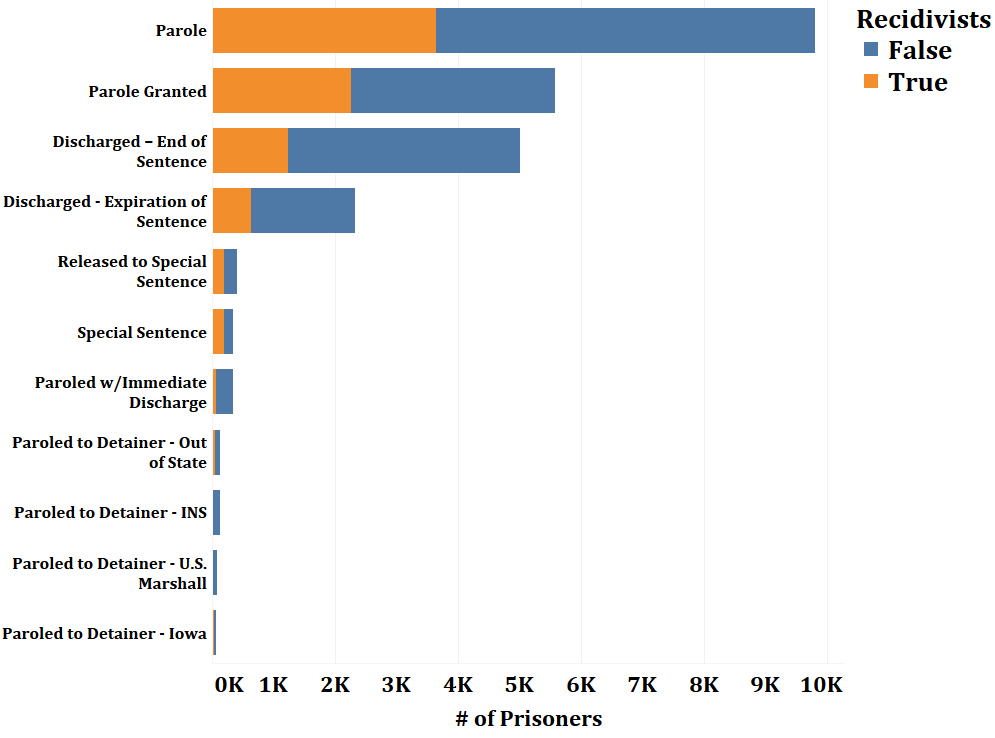 Parole
Parole Granted
Discharged – End of
Sentence
Discharged - Expiration of
Sentence
Released to Special
Sentence
Special Sentence
Paroled w/Immediate
Discharge
Paroled to Detainer - Out
of State
Paroled to Detainer - INS
Paroled to Detainer - U.S.
Marshall
Paroled to Detainer - Iowa
0K 1K 2K 3K 4K 5K 6K 7K 8K 9K 10K
# of Prisoners
Recidivists
False
True